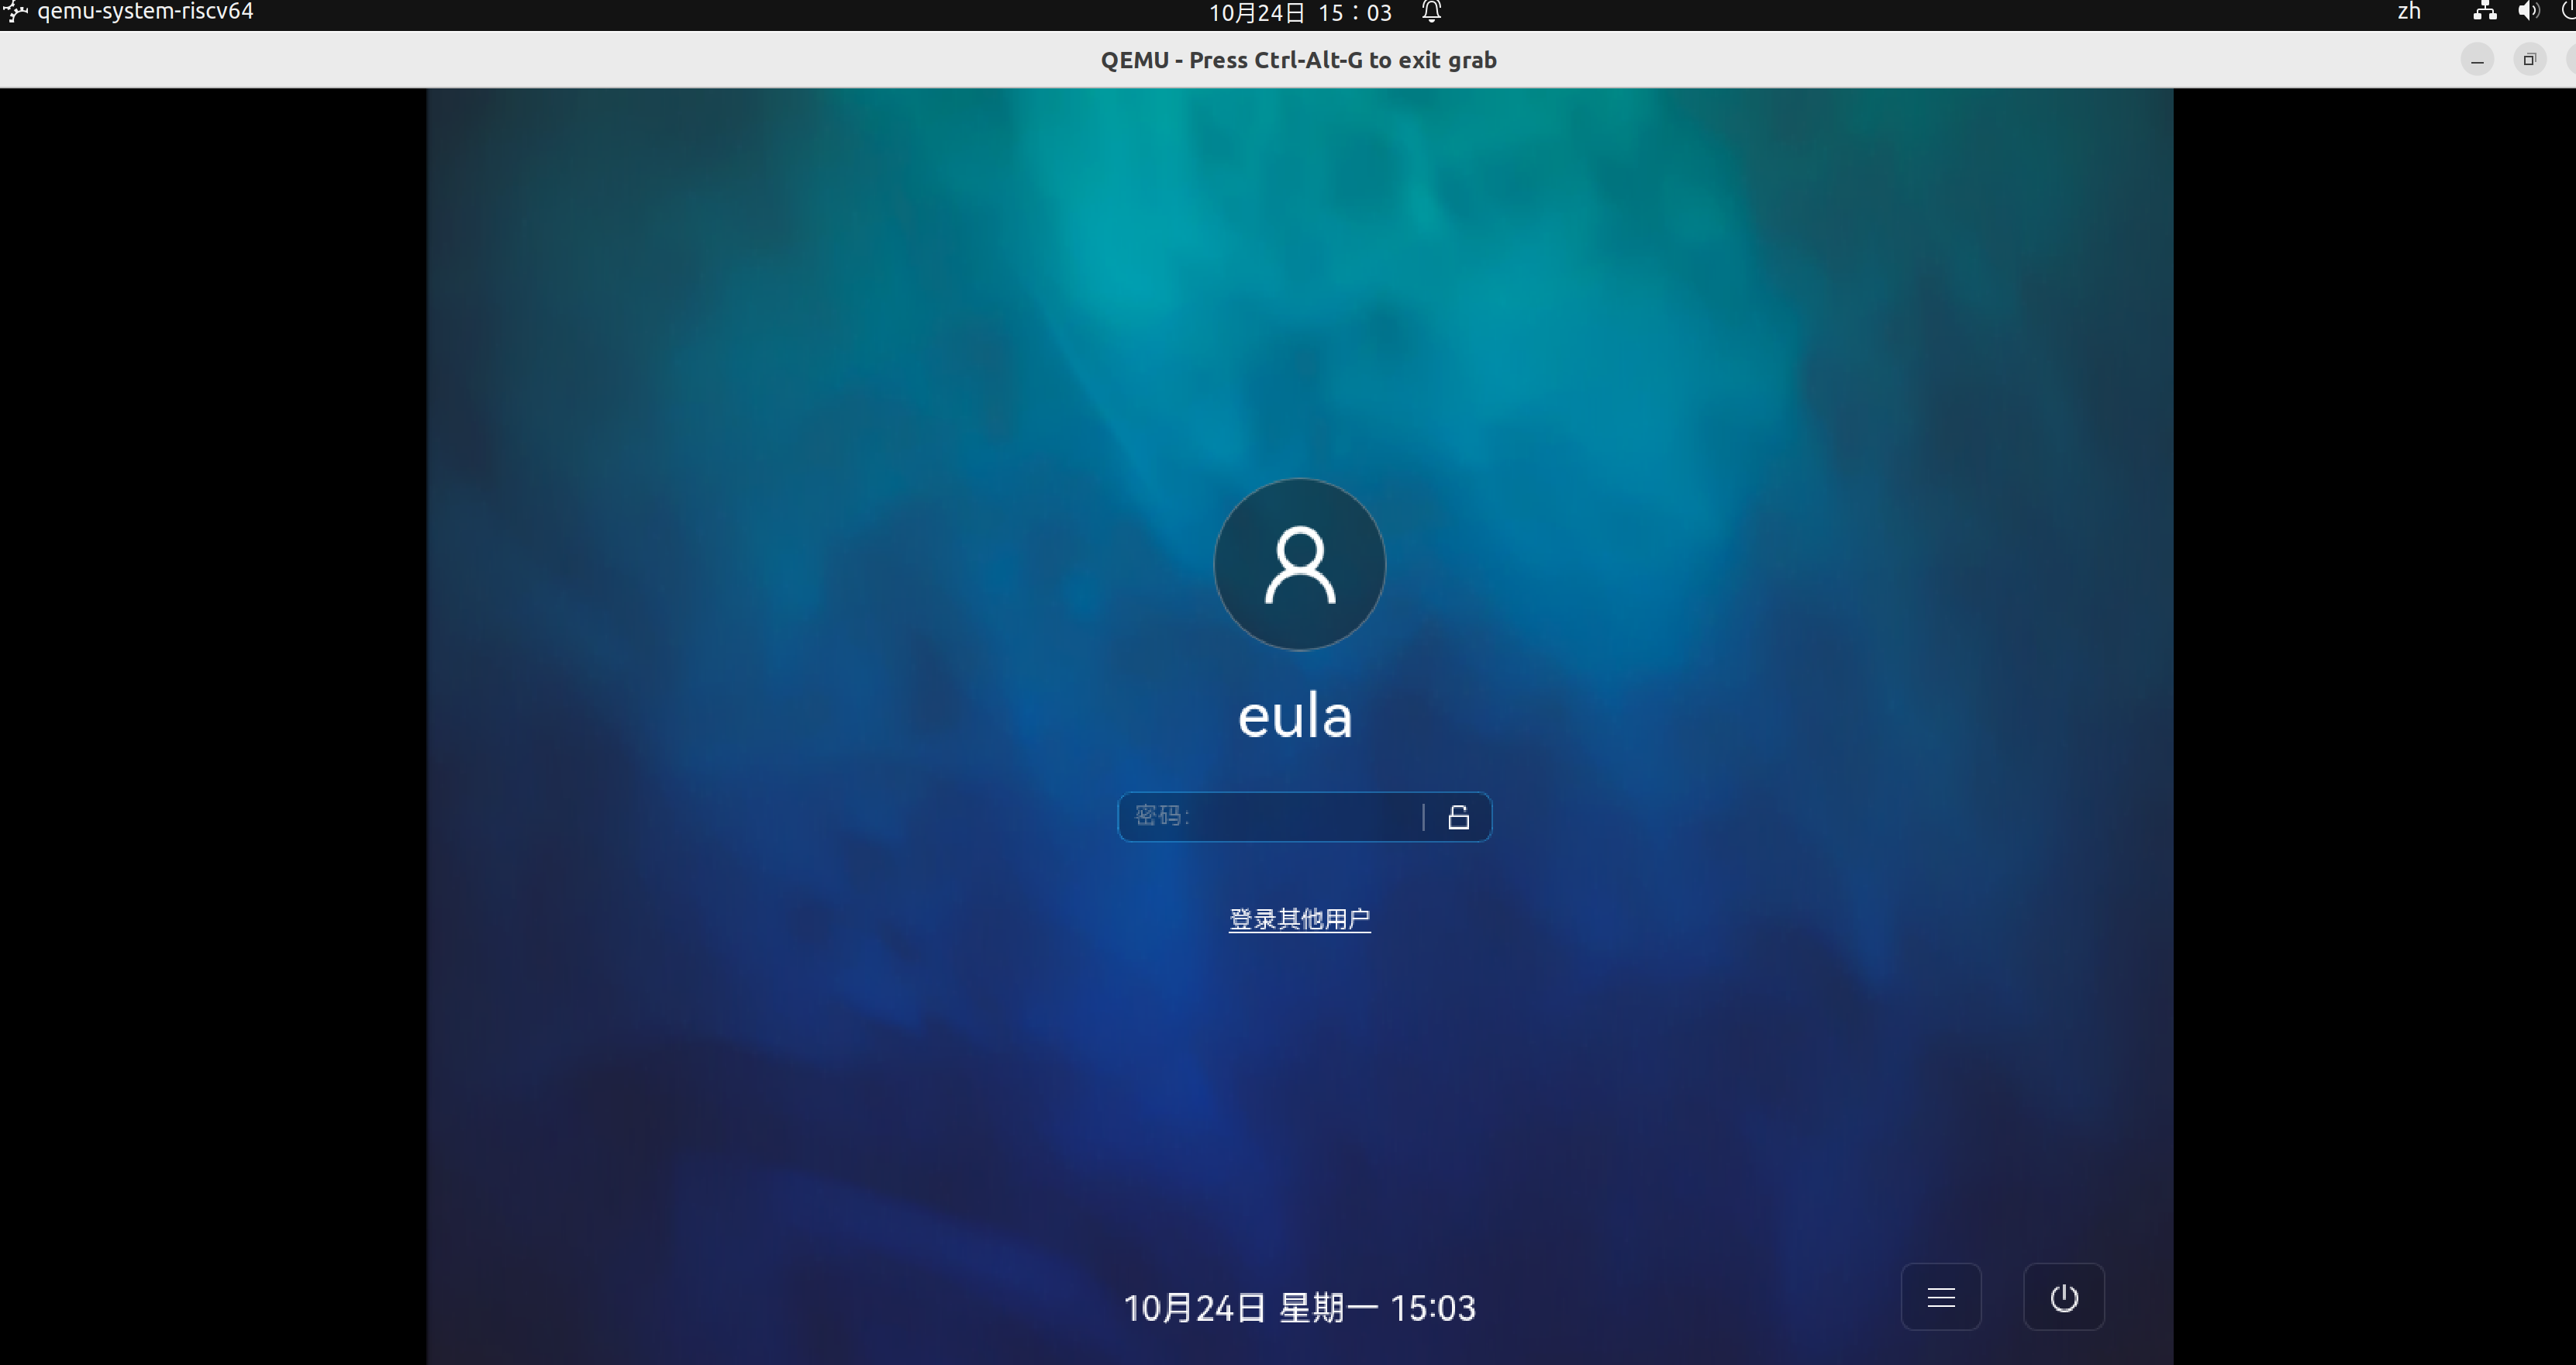 qemu-system-riscv64
10月24日 15：03
zh
QEMU - Press Ctrl-Alt-G to exit grab
eula
密码:
登录其他用户
10月24日 星期一 15:03